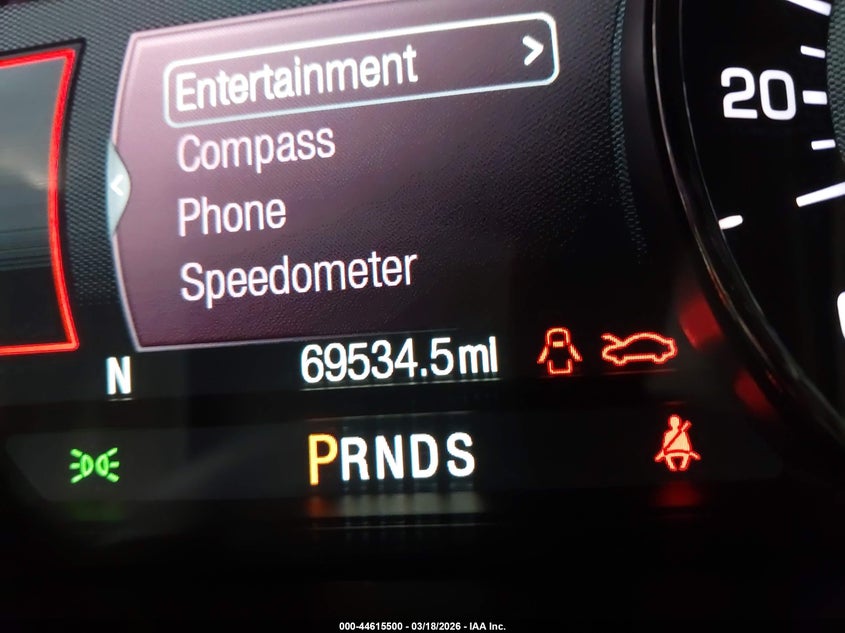 Entertainment >
Compass
Phone
Speedometer
20
N 69534.5mi
PRNDS
000-44615500 - 03/18/2026 - IAA Inc.